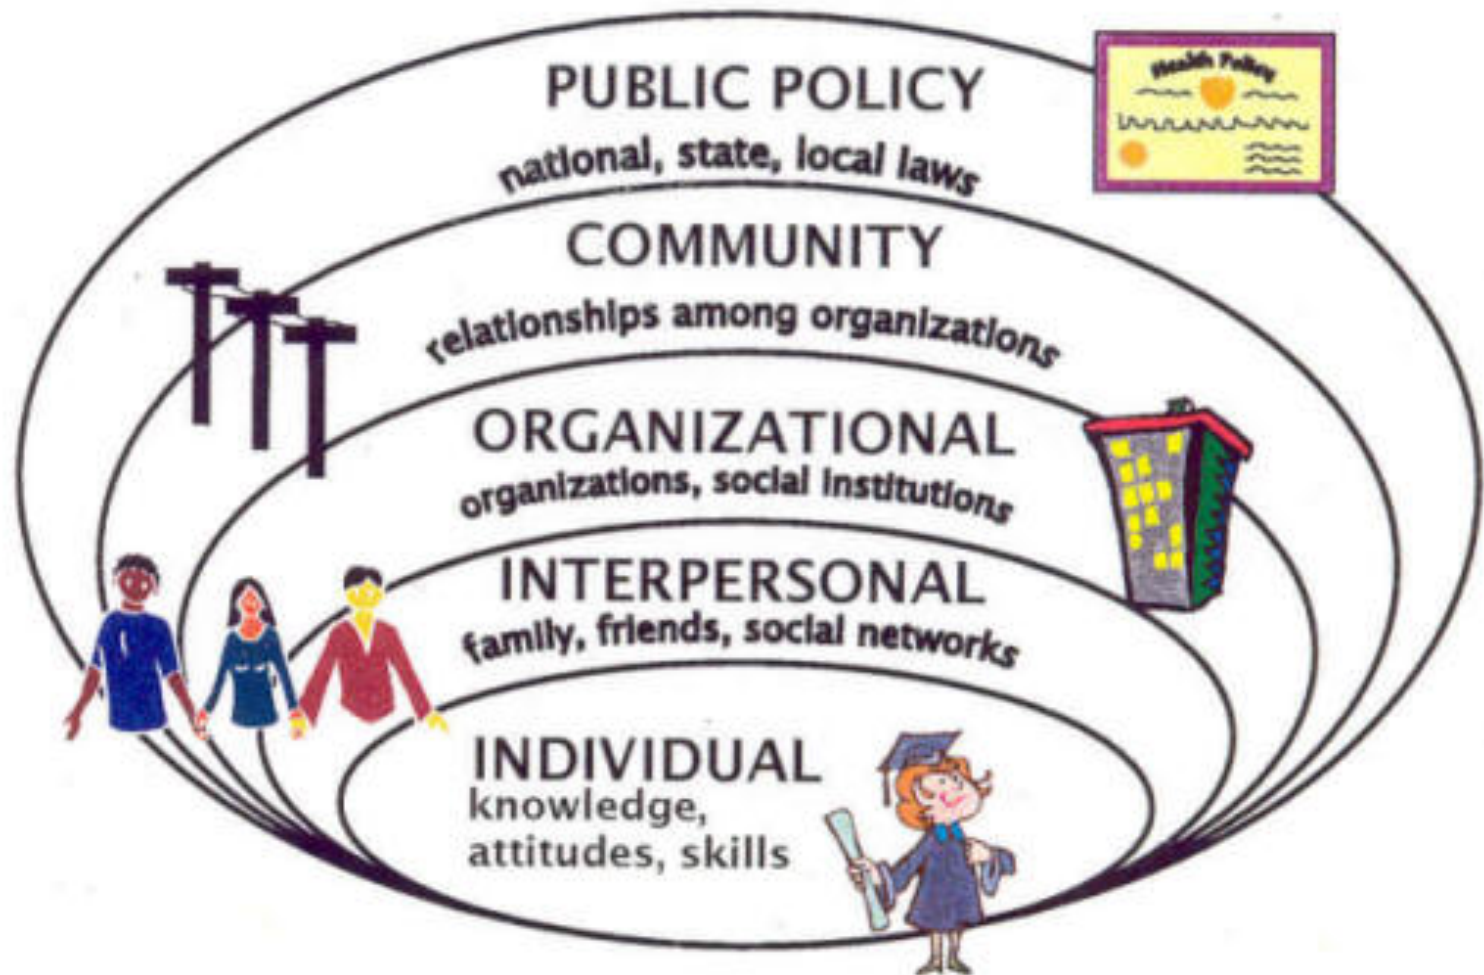 PUBLIC POLICY
national, state, local laws
Health Policy
COMMUNITY
relationships among organizations
ORGANIZATIONAL
organizations, social institutions
INTERPERSONAL
family, friends, social networks
INDIVIDUAL
knowledge,
attitudes, skills